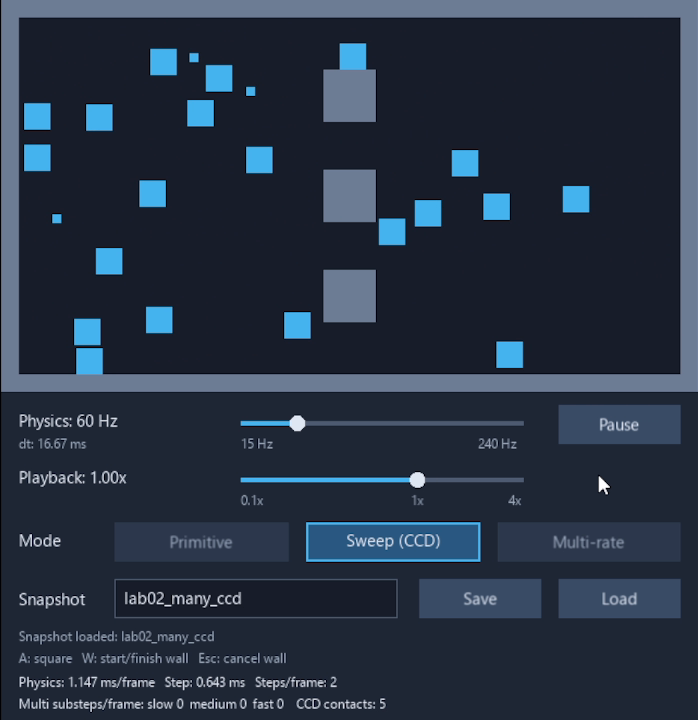 Physics: 60 Hz
Pause
dt: 16.67 ms
15 Hz
240 Hz
Playback: 1.00x
0.1x
1x
4x
Mode
Primitive
Sweep (CCD)
Multi-rate
Snapshot
lab02_many_ccd
Save
Load
Snapshot loaded: lab02_many_ccd
A: square W: start/finish wall Esc: cancel wall
Physics: 1.147 ms/frame Step: 0.643 ms Steps/frame: 2
Multi substeps/frame: slow 0 medium 0 fast 0 CCD contacts: 5